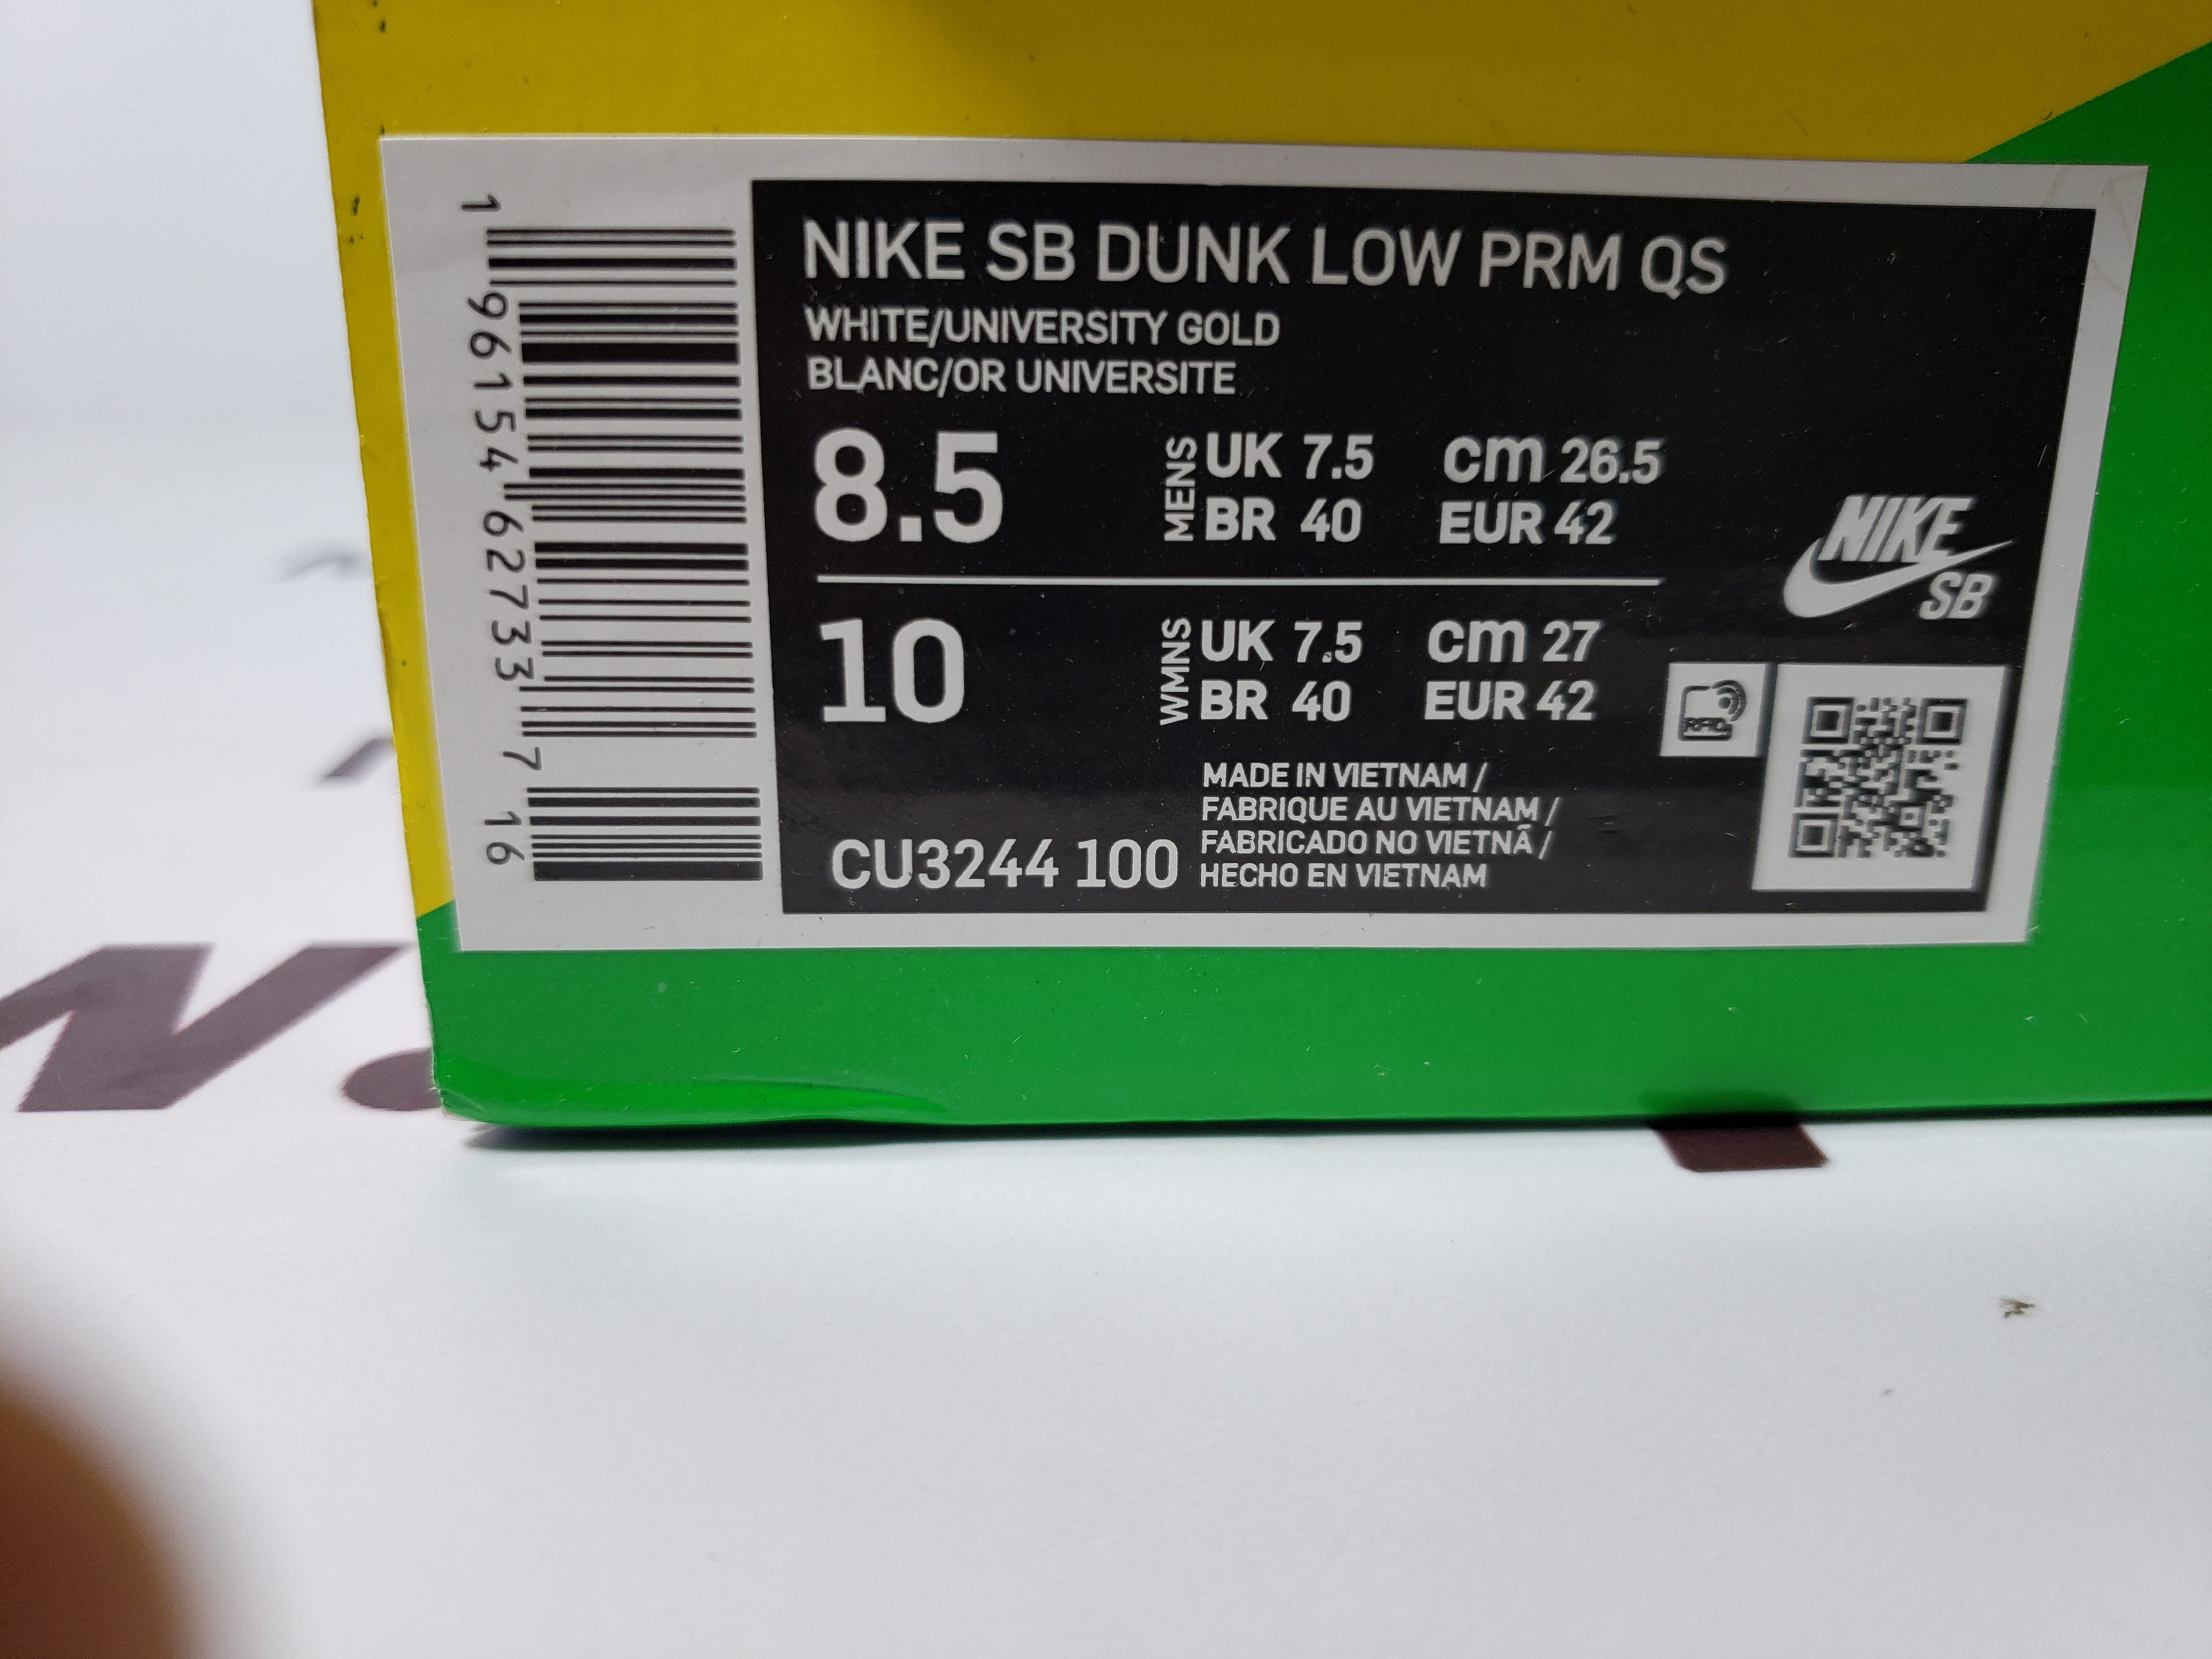 NIKE SB DUNK LOW PRM QS
WHITE/UNIVERSITY GOLD
BLANC/OR UNIVERSITE
8.5 MENS UK 7.5 cm 26.5
BR 40 EUR 42
10 WMNS UK 7.5 cm 27
BR 40 EUR 42
NIKE
SB
RFID
MADE IN VIETNAM /
FABRIQUE AU VIETNAM /
FABRICADO NO VIETNÃ /
HECHO EN VIETNAM
CU3244 100
1 96154 62733 7 16